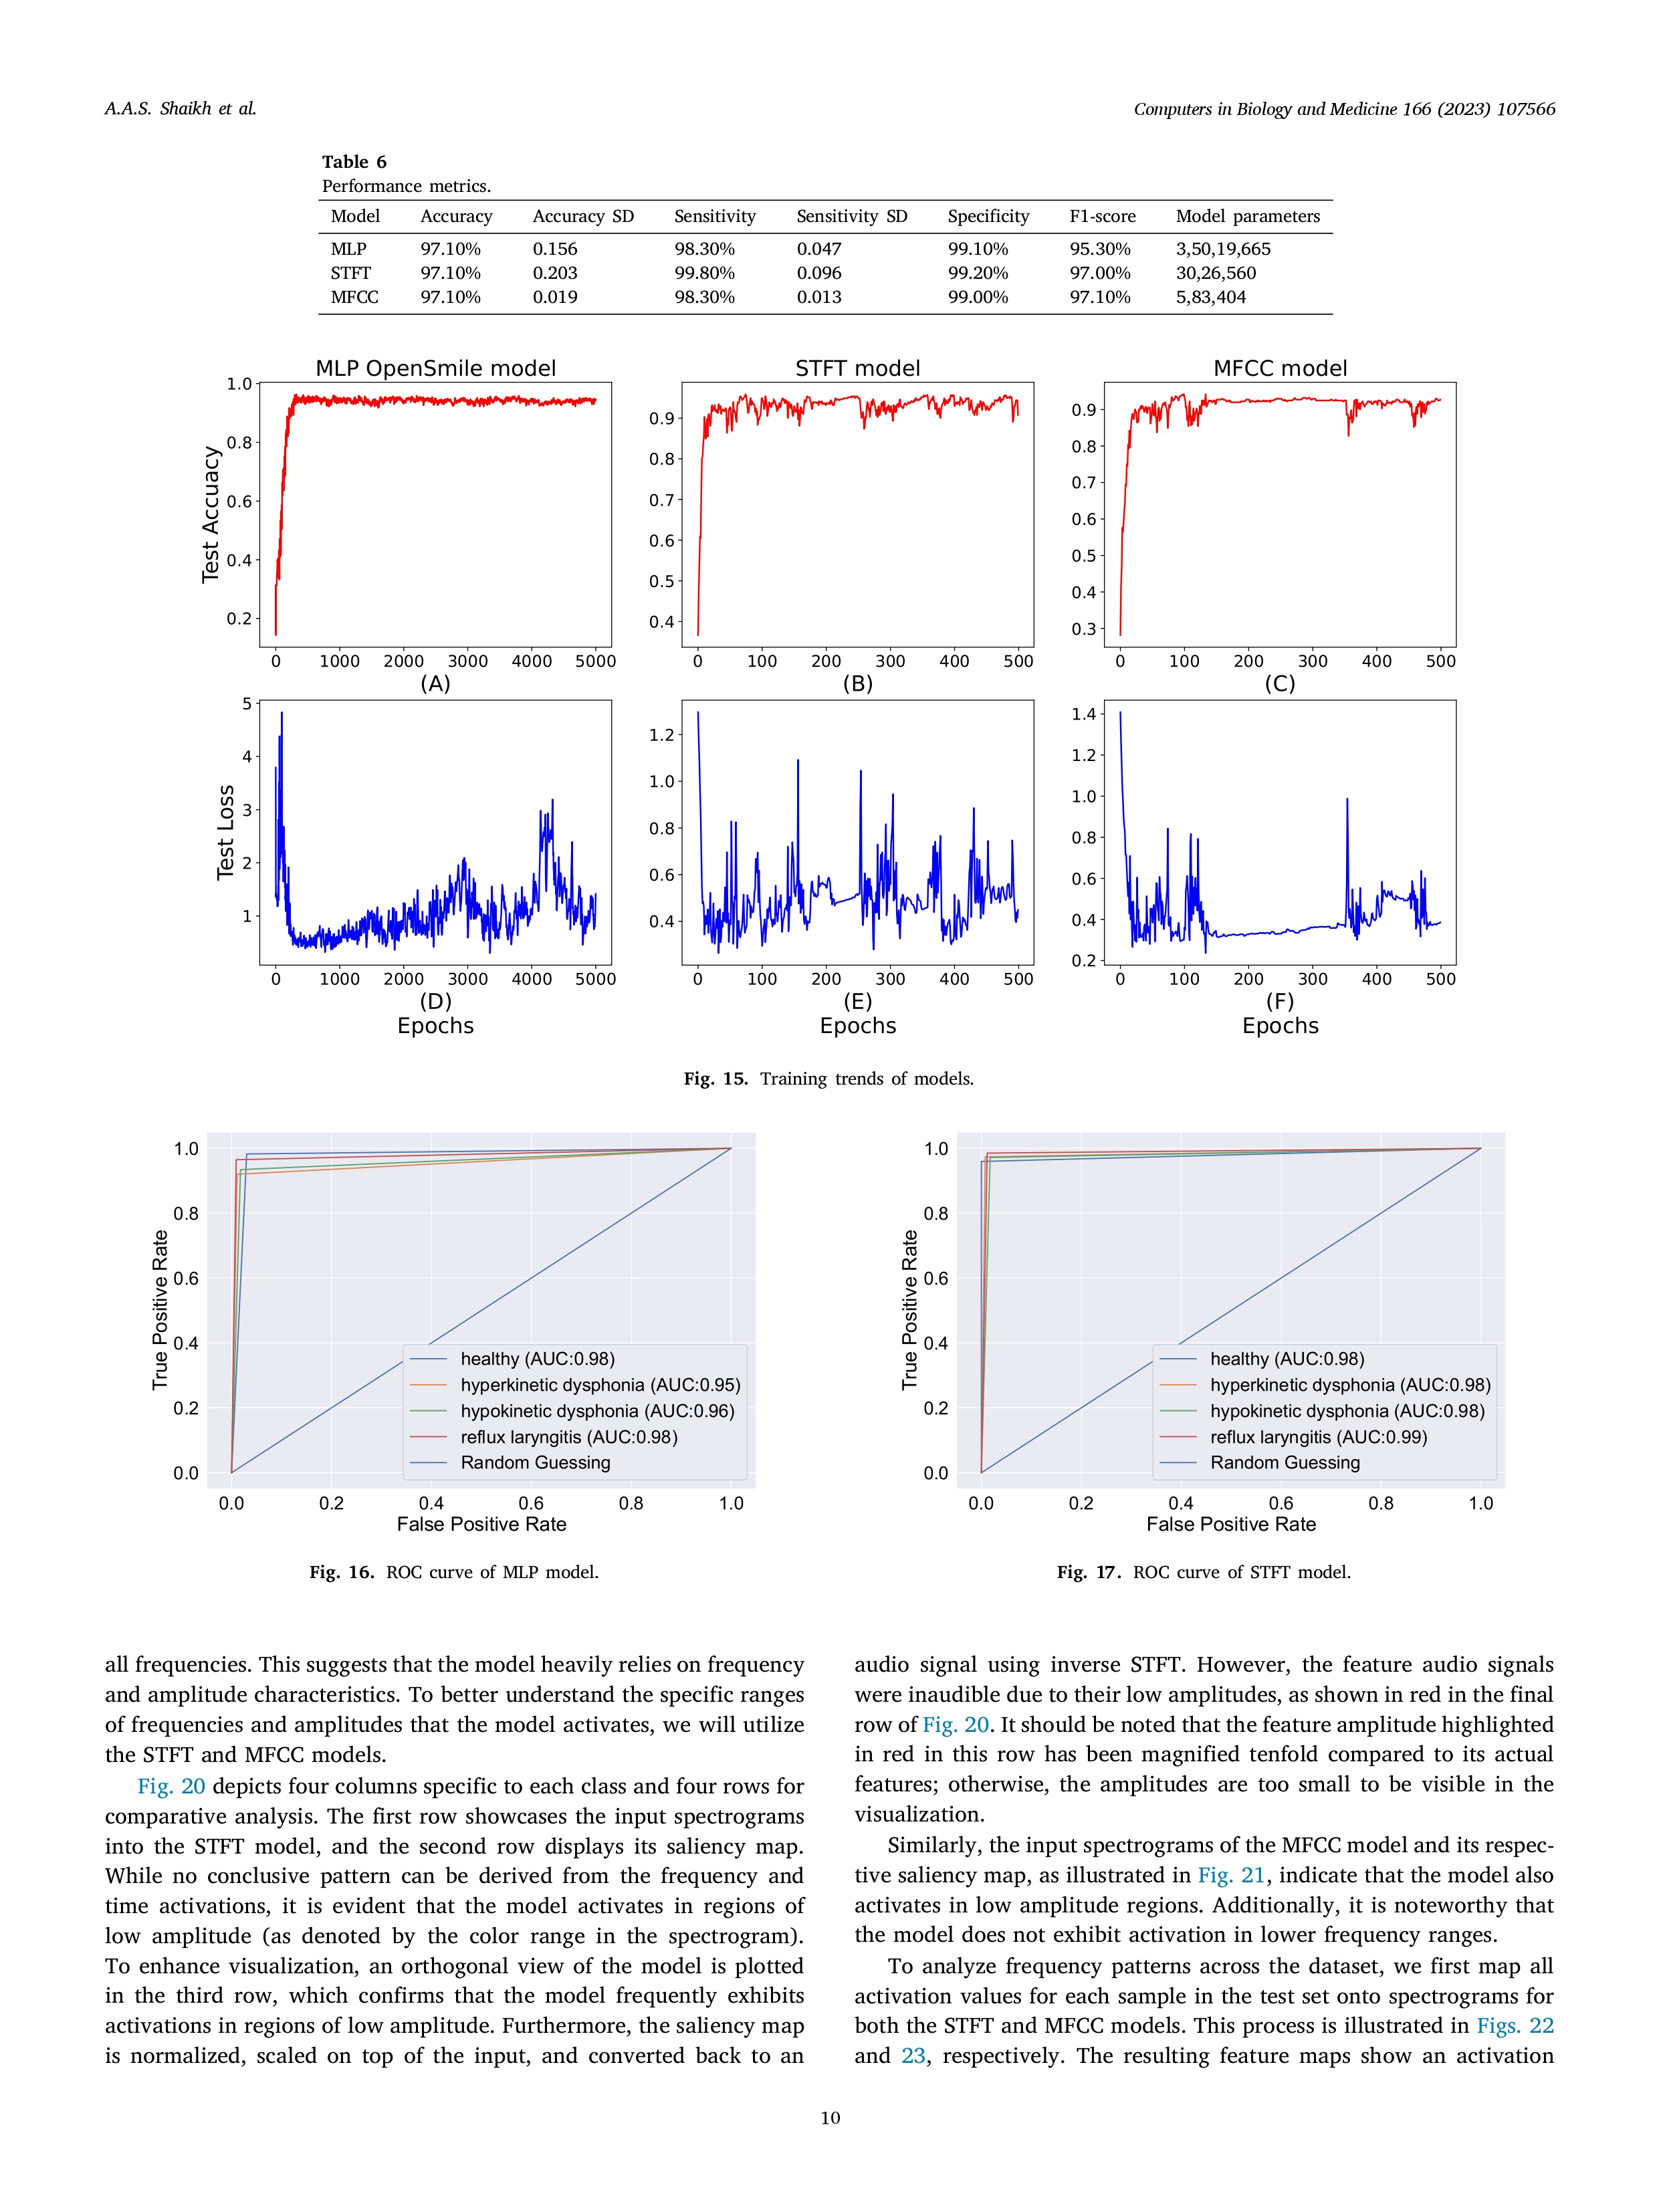 A.A.S. Shaikh et al.
Computers in Biology and Medicine 166 (2023) 107566
Table 6
Performance metrics.
Model Accuracy Accuracy SD Sensitivity Sensitivity SD Specificity F1-score Model parameters
MLP 97.10% 0.156 98.30% 0.047 99.10% 95.30% 3,50,19,665
STFT 97.10% 0.203 99.80% 0.096 99.20% 97.00% 30,26,560
MFCC 97.10% 0.019 98.30% 0.013 99.00% 97.10% 5,83,404
MLP OpenSmile model
1.0
0.8
0.6
0.4
0.2
Test Accuacy
0 1000 2000 3000 4000 5000
(A)
STFT model
0.9
0.8
0.7
0.6
0.5
0.4
0 100 200 300 400 500
(B)
MFCC model
0.9
0.8
0.7
0.6
0.5
0.4
0.3
0 100 200 300 400 500
(C)
5
4
3
2
1
Test Loss
0 1000 2000 3000 4000 5000
(D)
Epochs
1.2
1.0
0.8
0.6
0.4
0 100 200 300 400 500
(E)
Epochs
1.4
1.2
1.0
0.8
0.6
0.4
0.2
0 100 200 300 400 500
(F)
Epochs
Fig. 15. Training trends of models.
1.0
0.8
0.6
0.4
0.2
0.0
True Positive Rate
healthy (AUC:0.98)
hyperkinetic dysphonia (AUC:0.95)
hypokinetic dysphonia (AUC:0.96)
reflux laryngitis (AUC:0.98)
Random Guessing
0.0 0.2 0.4 0.6 0.8 1.0
False Positive Rate
Fig. 16. ROC curve of MLP model.
1.0
0.8
0.6
0.4
0.2
0.0
True Positive Rate
healthy (AUC:0.98)
hyperkinetic dysphonia (AUC:0.98)
hypokinetic dysphonia (AUC:0.98)
reflux laryngitis (AUC:0.99)
Random Guessing
0.0 0.2 0.4 0.6 0.8 1.0
False Positive Rate
Fig. 17. ROC curve of STFT model.
all frequencies. This suggests that the model heavily relies on frequency
and amplitude characteristics. To better understand the specific ranges
of frequencies and amplitudes that the model activates, we will utilize
the STFT and MFCC models.
Fig. 20 depicts four columns specific to each class and four rows for
comparative analysis. The first row showcases the input spectrograms
into the STFT model, and the second row displays its saliency map.
While no conclusive pattern can be derived from the frequency and
time activations, it is evident that the model activates in regions of
low amplitude (as denoted by the color range in the spectrogram).
To enhance visualization, an orthogonal view of the model is plotted
in the third row, which confirms that the model frequently exhibits
activations in regions of low amplitude. Furthermore, the saliency map
is normalized, scaled on top of the input, and converted back to an
audio signal using inverse STFT. However, the feature audio signals
were inaudible due to their low amplitudes, as shown in red in the final
row of Fig. 20. It should be noted that the feature amplitude highlighted
in red in this row has been magnified tenfold compared to its actual
features; otherwise, the amplitudes are too small to be visible in the
visualization.
Similarly, the input spectrograms of the MFCC model and its respec-
tive saliency map, as illustrated in Fig. 21, indicate that the model also
activates in low amplitude regions. Additionally, it is noteworthy that
the model does not exhibit activation in lower frequency ranges.
To analyze frequency patterns across the dataset, we first map all
activation values for each sample in the test set onto spectrograms for
both the STFT and MFCC models. This process is illustrated in Figs. 22
and 23, respectively. The resulting feature maps show an activation
10